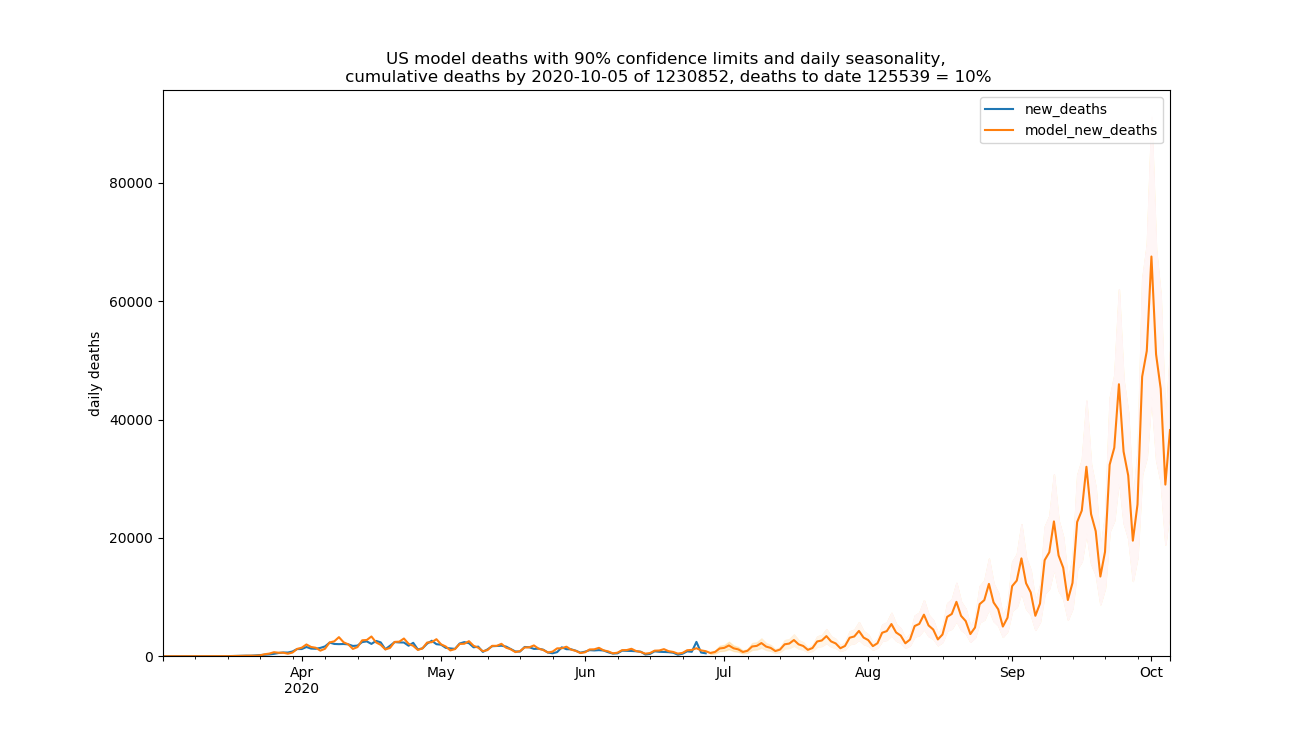 US model deaths with 90% confidence limits and daily seasonality,
cumulative deaths by 2020-10-05 of 1230852, deaths to date 125539 = 10%
new_deaths
model_new_deaths
daily deaths
80000
60000
40000
20000
0
Apr
2020
May
Jun
Jul
Aug
Sep
Oct